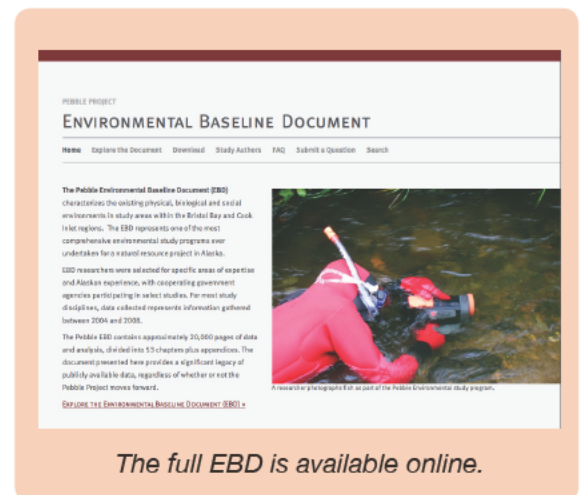 PEBBLE PROJECT
ENVIRONMENTAL BASELINE DOCUMENT
Home Explore the Document Download Study Authors FAQ Submit a Question Search
The Pebble Environmental Baseline Document (EBD)
characterizes the existing physical, biological and social
environments in study areas within the Bristol Bay and Cook
Inlet regions. The EBD represents one of the most
comprehensive environmental study programs ever
undertaken for a natural resource project in Alaska.
EBD researchers were selected for specific areas of expertise
and Alaskan experience, with cooperating government
agencies participating in select studies. For most study
disciplines, data collected represents information gathered
between 2004 and 2008.
The Pebble EBD contains approximately 20,000 pages of data
and analysis, divided into 53 chapters plus appendices. The
document presented here provides a significant legacy of
publicly available data, regardless of whether or not the
Pebble Project moves forward.
EXPLORE THE ENVIRONMENTAL BASELINE DOCUMENT (EBD) »
A researcher photographs fish as part of the Pebble Environmental study program.
The full EBD is available online.